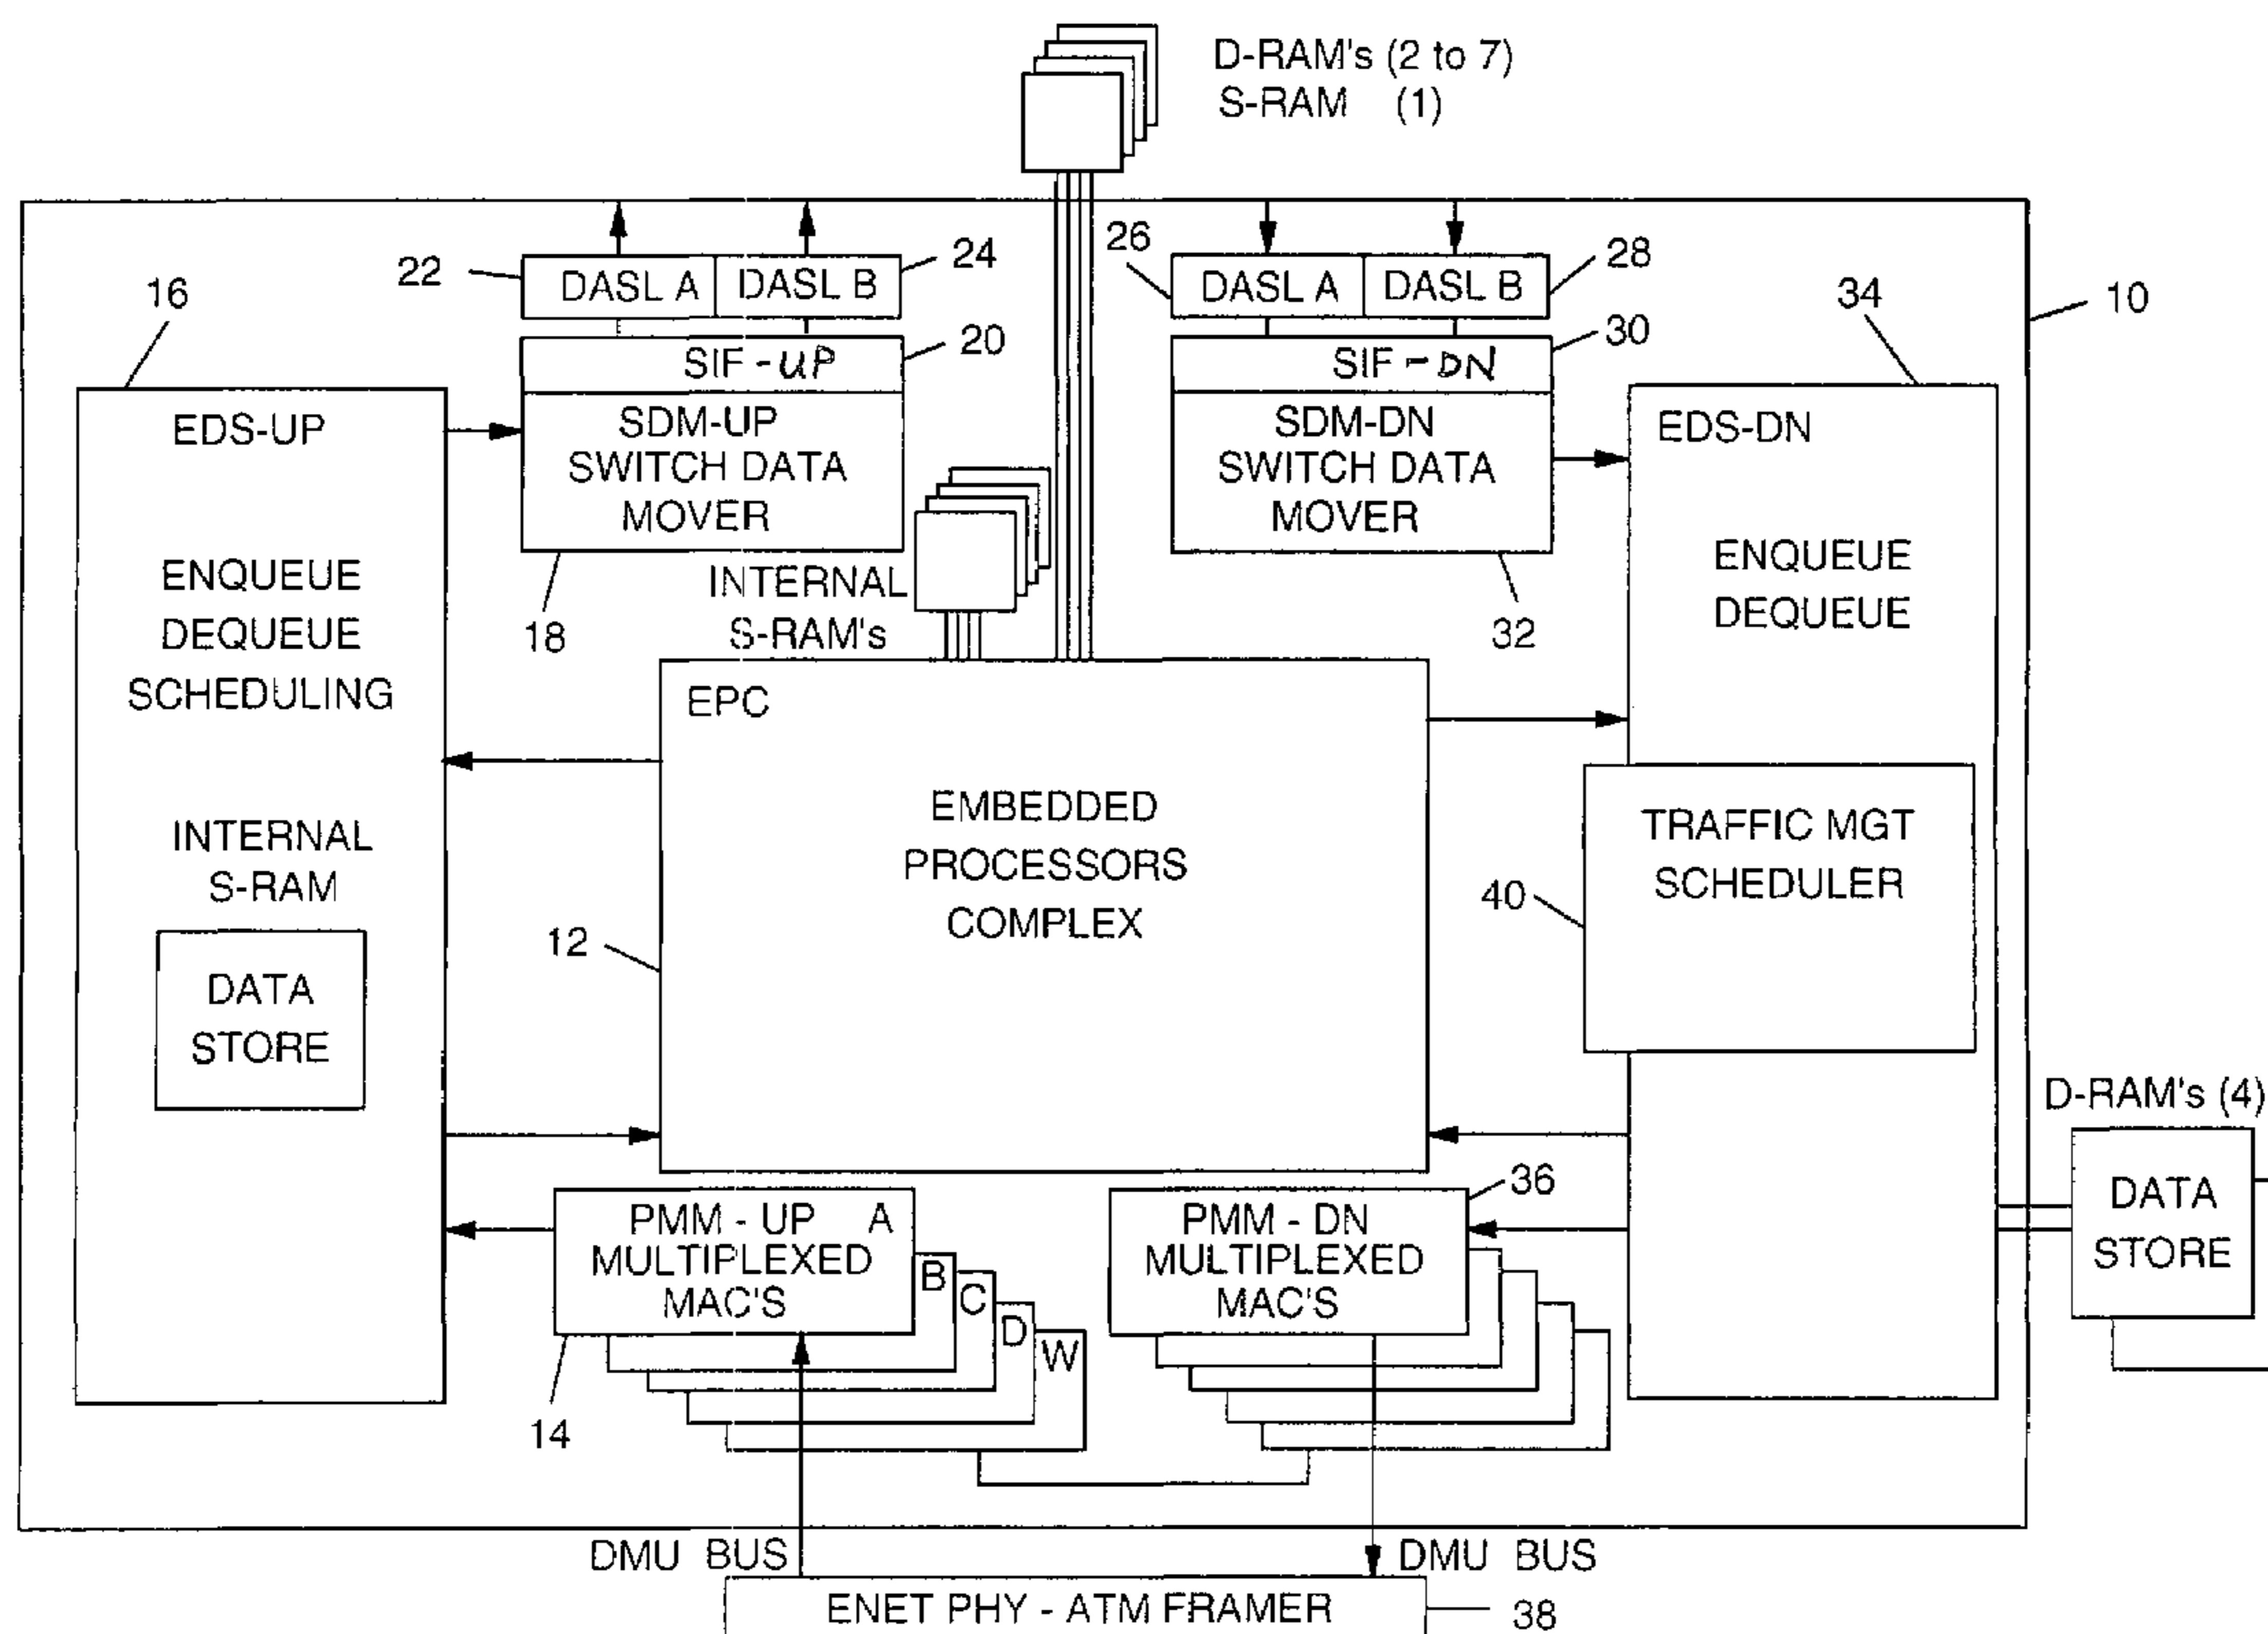 D-RAM's (2 to 7)
S-RAM (1)
22
DASL A
DASL B
24
26
DASL A
DASL B
28
16
34
10
SIF - UP
20
SIF - DN
30
EDS-UP
ENQUEUE
DEQUEUE
SCHEDULING
INTERNAL
S-RAM
DATA
STORE
SDM-UP
SWITCH DATA
MOVER
18
INTERNAL
S-RAM's
SDM-DN
SWITCH DATA
MOVER
32
EDS-DN
ENQUEUE
DEQUEUE
EPC
EMBEDDED
PROCESSORS
COMPLEX
12
TRAFFIC MGT
SCHEDULER
40
D-RAM's (4)
DATA
STORE
PMM - UP A
MULTIPLEXED
MAC'S
B
C
D
W
14
PMM - DN
MULTIPLEXED
MAC'S
36
DMU BUS
DMU BUS
ENET PHY - ATM FRAMER
38